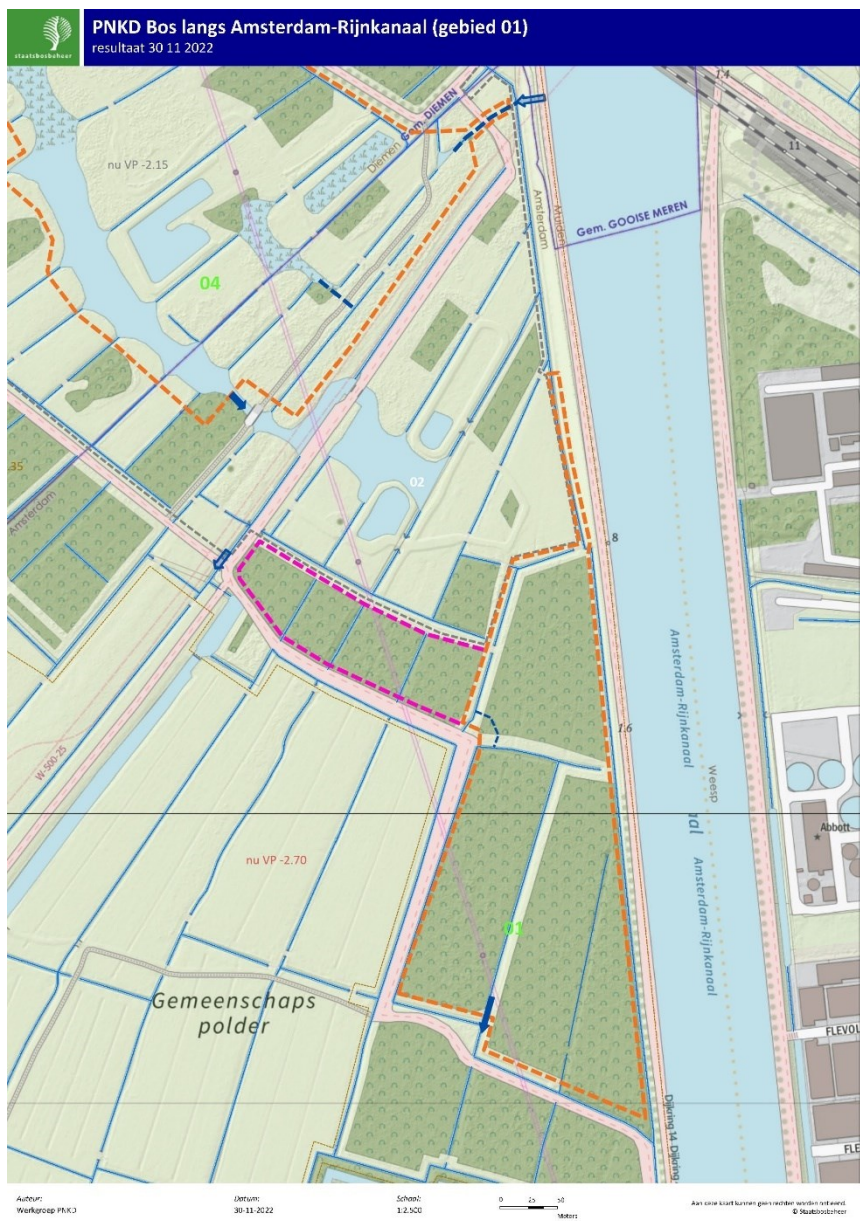 staatsbosbeheer
PNKD Bos langs Amsterdam-Rijnkanaal (gebied 01)
resultaat 30 11 2022
1.4
11
Gem. DIEMEN
Diemen
nu VP -2.15
Muiden
Amsterdam
Gem. GOOISE MEREN
04
35
02
Amsterdam
8
Amsterdam-Rijnkanaal
W-500-25
1.6
Weesp
Abbott
nu VP -2.70
Amsterdam-Rijnkanaal
01
Gemeenschaps
polder
FLEVOL
Dijkring 14 Dijkring
FLE
Auteur:
Werkgroep PNKD
Datum:
30-11-2022
Schaal:
1:2.500
0 25 50
Meters
Aan deze kaart kunnen geen rechten worden ontleend.
© Staatsbosbeheer